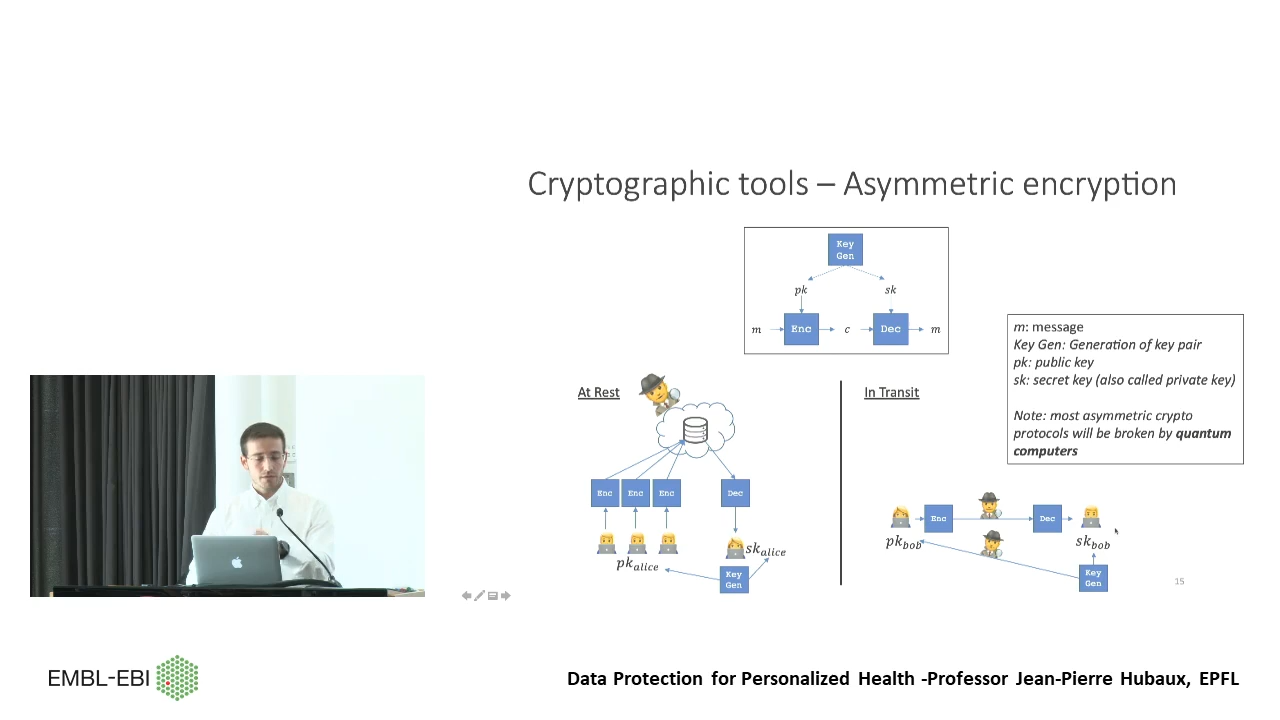 Cryptographic tools – Asymmetric encryption
Key
Gen
pk
sk
m
Enc
c
Dec
m
m: message
Key Gen: Generation of key pair
pk: public key
sk: secret key (also called private key)
Note: most asymmetric crypto
protocols will be broken by quantum
computers
At Rest
Enc
Enc
Enc
Dec
pk_alice
sk_alice
Key
Gen
In Transit
Enc
Dec
pk_bob
sk_bob
Key
Gen
15
EMBL-EBI
Data Protection for Personalized Health -Professor Jean-Pierre Hubaux, EPFL